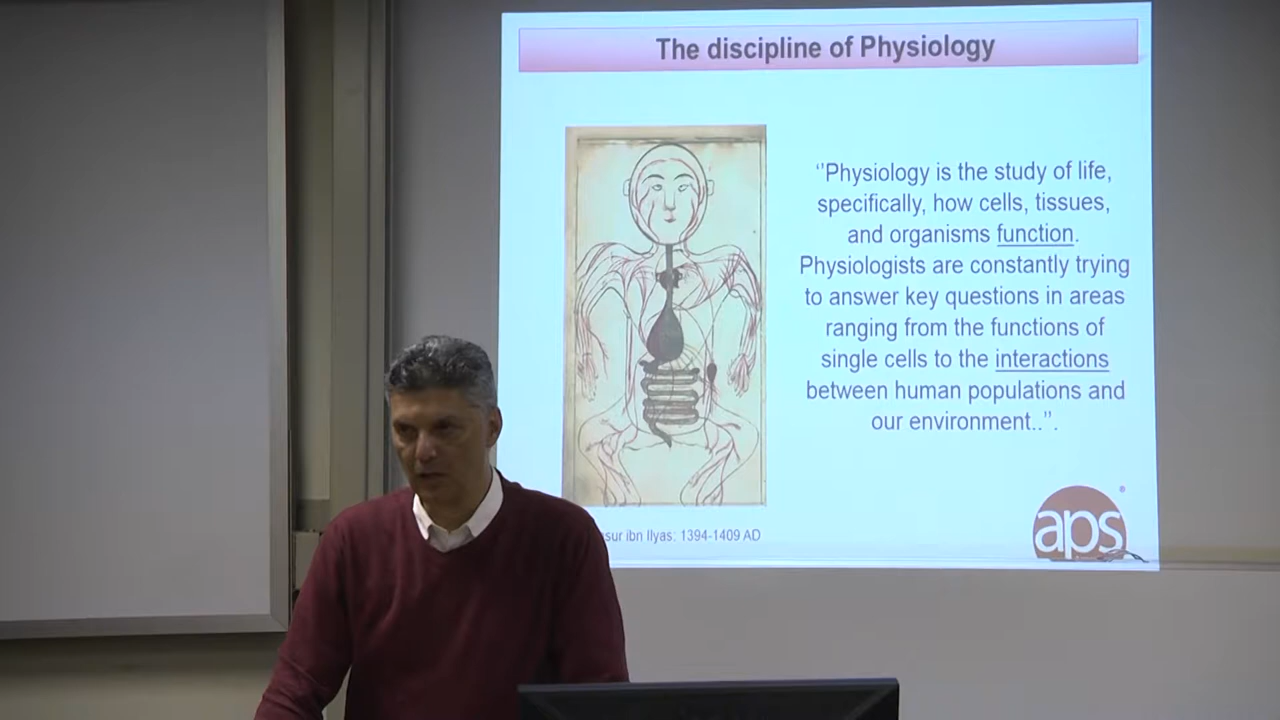 The discipline of Physiology
‘’Physiology is the study of life,
specifically, how cells, tissues,
and organisms function.
Physiologists are constantly trying
to answer key questions in areas
ranging from the functions of
single cells to the interactions
between human populations and
our environment..’’.
ibn Ilyas: 1394-1409 AD
aps